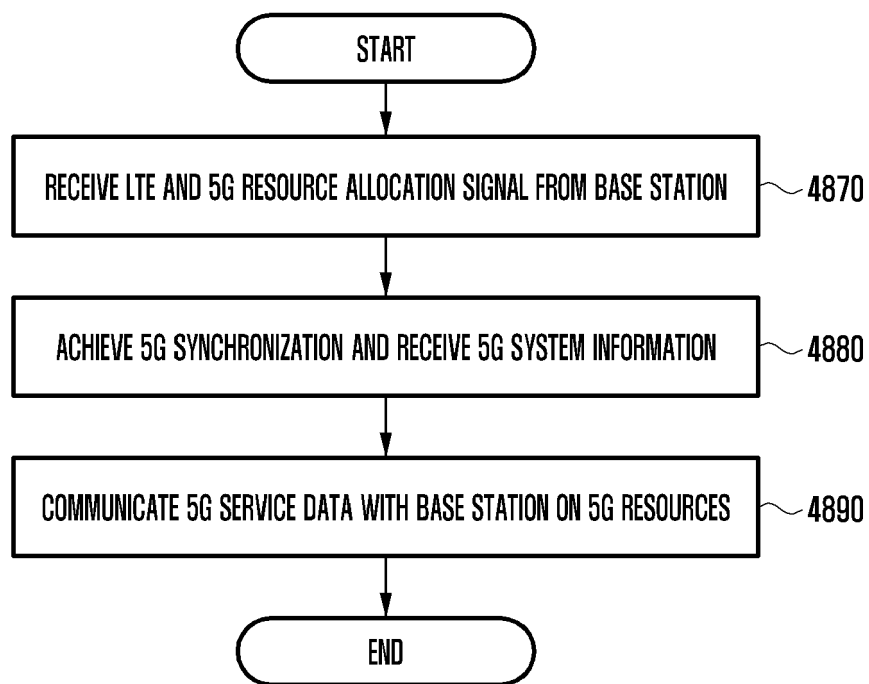 START
RECEIVE LTE AND 5G RESOURCE ALLOCATION SIGNAL FROM BASE STATION
4870
ACHIEVE 5G SYNCHRONIZATION AND RECEIVE 5G SYSTEM INFORMATION
4880
COMMUNICATE 5G SERVICE DATA WITH BASE STATION ON 5G RESOURCES
4890
END